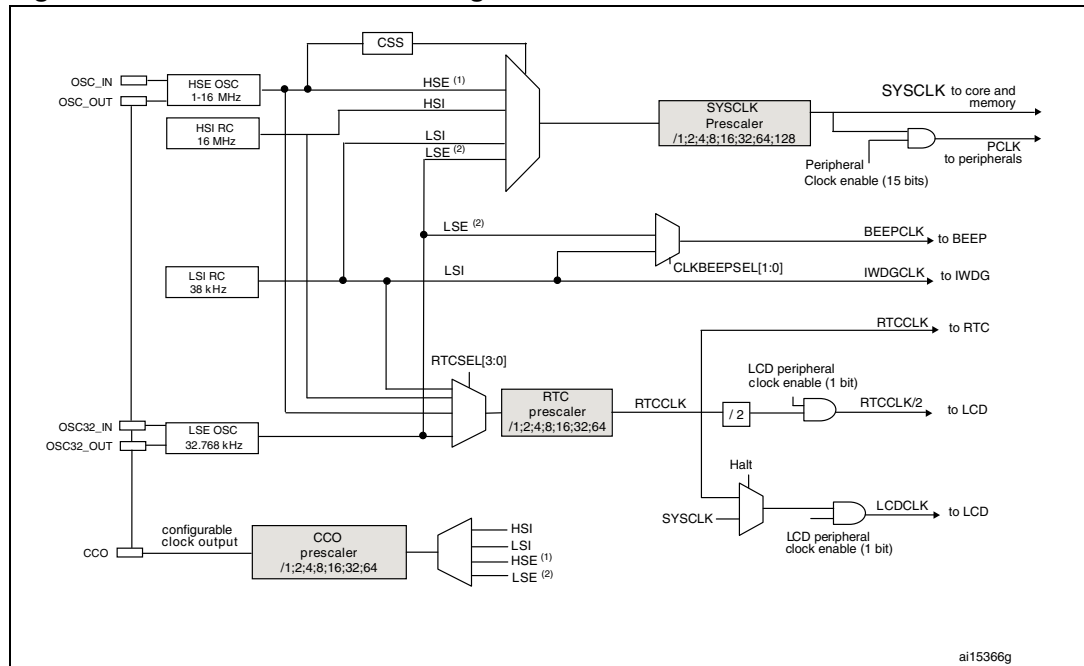 CSS
OSC_IN
OSC_OUT
HSE OSC
1-16 MHz
HSE (1)
HSI RC
16 MHz
HSI
LSI
LSE (2)
SYSCLK
Prescaler
/1;2;4;8;16;32;64;128
SYSCLK to core and
memory
PCLK
to peripherals
Peripheral
Clock enable (15 bits)
LSE (2)
BEEPCLK
to BEEP
CLKBEEPSEL[1:0]
LSI RC
38 kHz
LSI
IWDGCLK
to IWDG
RTCCLK
to RTC
RTCSEL[3:0]
RTC
prescaler
/1;2;4;8;16;32;64
RTCCLK
/ 2
LCD peripheral
clock enable (1 bit)
RTCCLK/2
to LCD
OSC32_IN
OSC32_OUT
LSE OSC
32.768 kHz
Halt
SYSCLK
LCDCLK
to LCD
LCD peripheral
clock enable (1 bit)
CCO
configurable
clock output
CCO
prescaler
/1;2;4;8;16;32;64
HSI
LSI
HSE (1)
LSE (2)
ai15366g